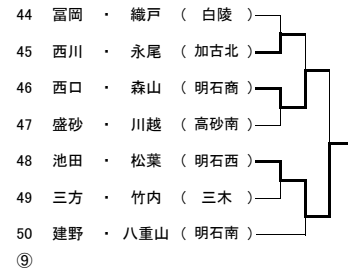 44 冨岡 ・ 織戸 ( 白陵 )
45 西川 ・ 永尾 ( 加古北 )
46 西口 ・ 森山 ( 明石商 )
47 盛砂 ・ 川越 ( 高砂南 )
48 池田 ・ 松葉 ( 明石西 )
49 三方 ・ 竹内 ( 三木 )
50 建野 ・ 八重山 ( 明石南 )
⑨